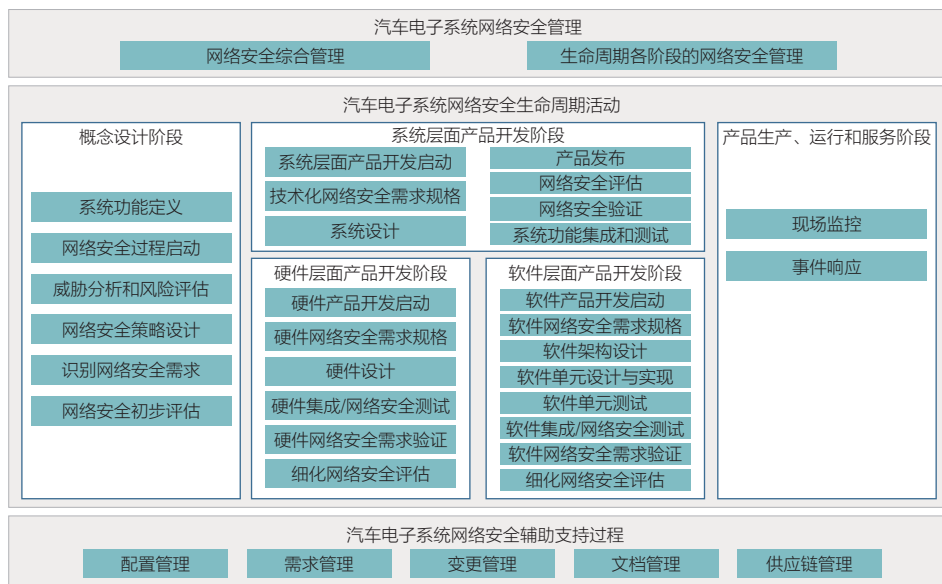 汽车电子系统网络安全管理
网络安全综合管理
生命周期各阶段的网络安全管理
汽车电子系统网络安全生命周期活动
概念设计阶段
系统功能定义
网络安全过程启动
威胁分析和风险评估
网络安全策略设计
识别网络安全需求
网络安全初步评估
系统层面产品开发阶段
系统层面产品开发启动
技术化网络安全需求规格
系统设计
产品发布
网络安全评估
网络安全验证
系统功能集成和测试
硬件层面产品开发阶段
硬件产品开发启动
硬件网络安全需求规格
硬件设计
硬件集成/网络安全测试
硬件网络安全需求验证
细化网络安全评估
软件层面产品开发阶段
软件产品开发启动
软件网络安全需求规格
软件架构设计
软件单元设计与实现
软件单元测试
软件集成/网络安全测试
软件网络安全需求验证
细化网络安全评估
产品生产、运行和服务阶段
现场监控
事件响应
汽车电子系统网络安全辅助支持过程
配置管理
需求管理
变更管理
文档管理
供应链管理